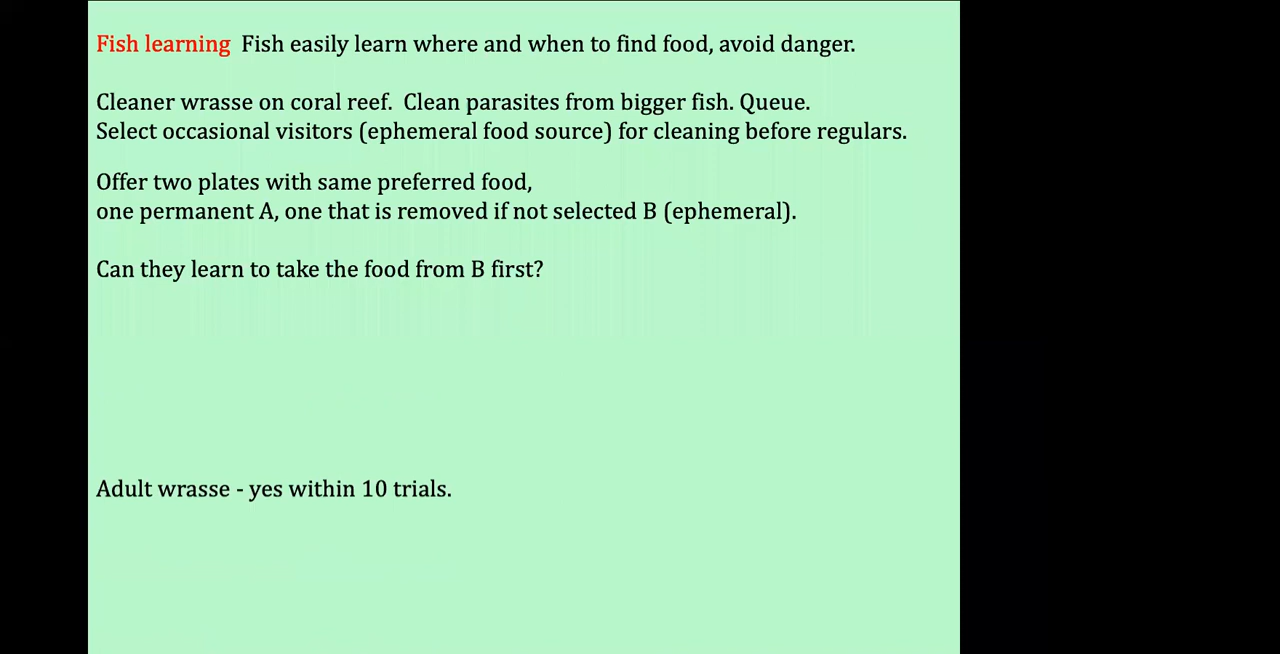 Fish learning  Fish easily learn where and when to find food, avoid danger.
Cleaner wrasse on coral reef.  Clean parasites from bigger fish. Queue.
Select occasional visitors (ephemeral food source) for cleaning before regulars.
Offer two plates with same preferred food,
one permanent A, one that is removed if not selected B (ephemeral).
Can they learn to take the food from B first?
Adult wrasse - yes within 10 trials.